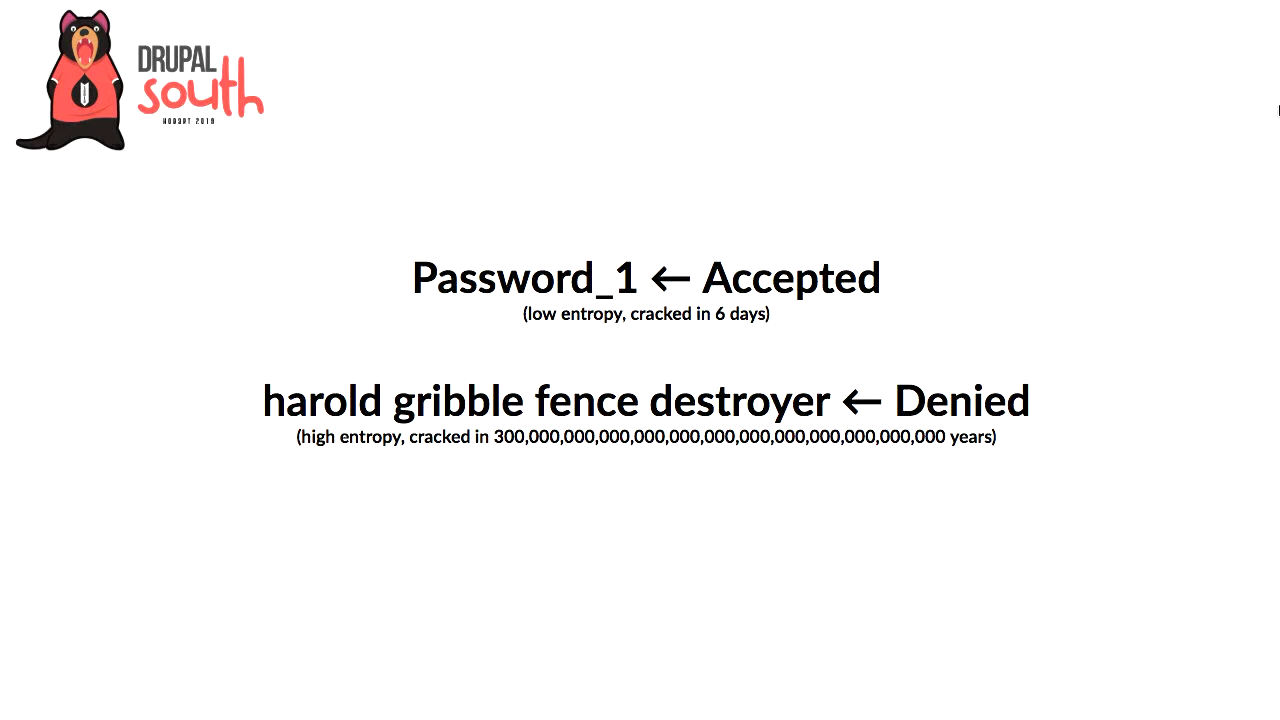 DRUPAL
south
HOBART 2019
Password_1 ← Accepted
(low entropy, cracked in 6 days)
harold gribble fence destroyer ← Denied
(high entropy, cracked in 300,000,000,000,000,000,000,000,000,000,000,000,000 years)